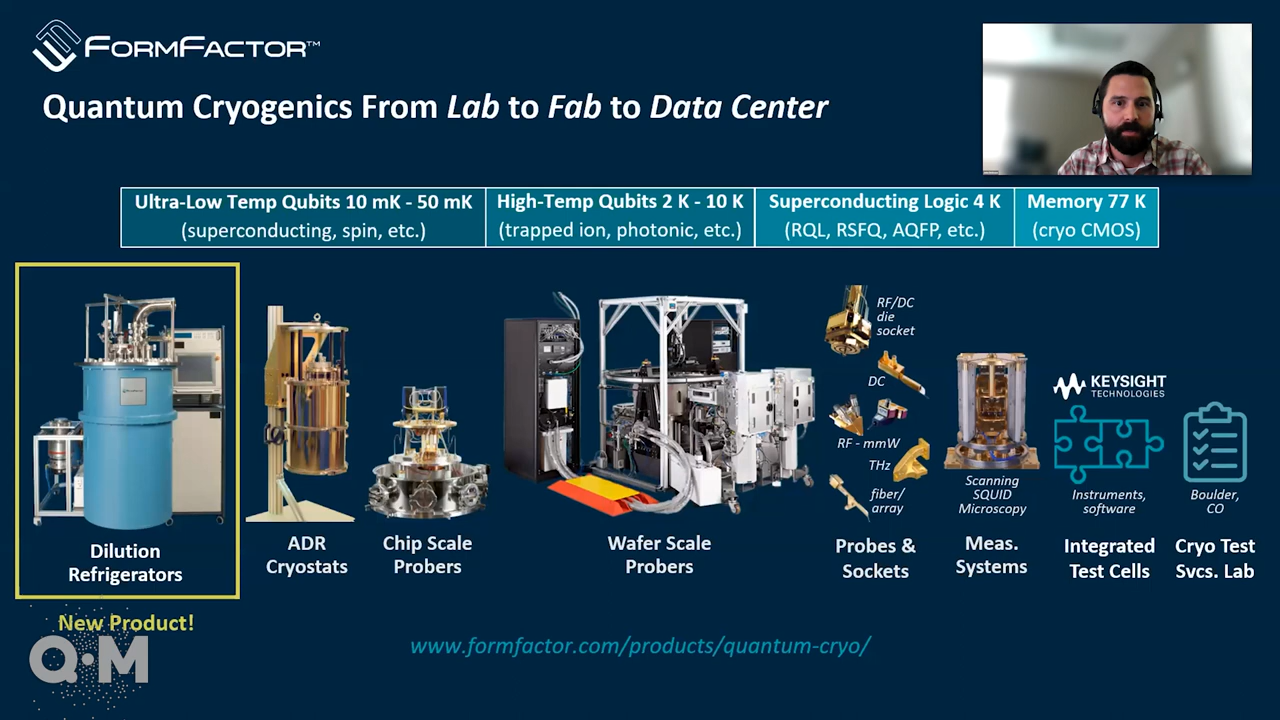 FORMFACTOR™
Quantum Cryogenics From Lab to Fab to Data Center
Ultra-Low Temp Qubits 10 mK - 50 mK
(superconducting, spin, etc.)
High-Temp Qubits 2 K - 10 K
(trapped ion, photonic, etc.)
Superconducting Logic 4 K
(RQL, RSFQ, AQFP, etc.)
Memory 77 K
(cryo CMOS)
Dilution
Refrigerators
New Product!
ADR
Cryostats
Chip Scale
Probers
Wafer Scale
Probers
RF/DC
die
socket
DC
RF - mmW
THz
fiber/
array
Probes &
Sockets
Scanning
SQUID
Microscopy
Meas.
Systems
KEYSIGHT
TECHNOLOGIES
Instruments,
software
Integrated
Test Cells
Boulder,
CO
Cryo Test
Svcs. Lab
www.formfactor.com/products/quantum-cryo/
Q·M